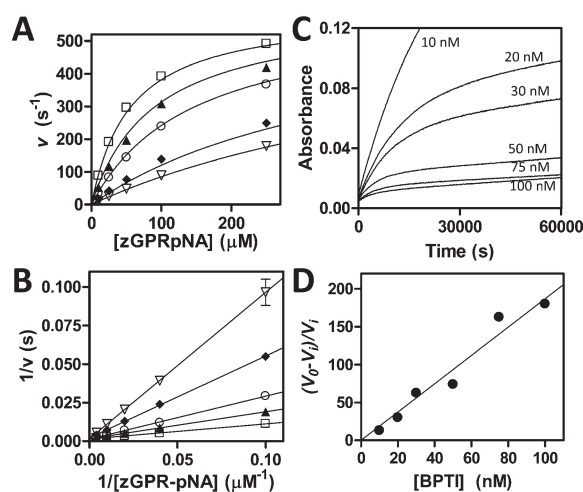 A
500
400
300
200
100
0
v (s⁻¹)
0 100 200
[zGPRpNA] (μM)
B
0.100
0.075
0.050
0.025
0.000
1/v (s)
0.00 0.05 0.10
1/[zGPR-pNA] (μM⁻¹)
C
0.12
0.08
0.04
0.00
Absorbance
10 nM
20 nM
30 nM
50 nM
75 nM
100 nM
0 30000 60000
Time (s)
D
200
150
100
50
0
(V₀-Vᵢ)/Vᵢ
0 20 40 60 80 100
[BPTI] (nM)